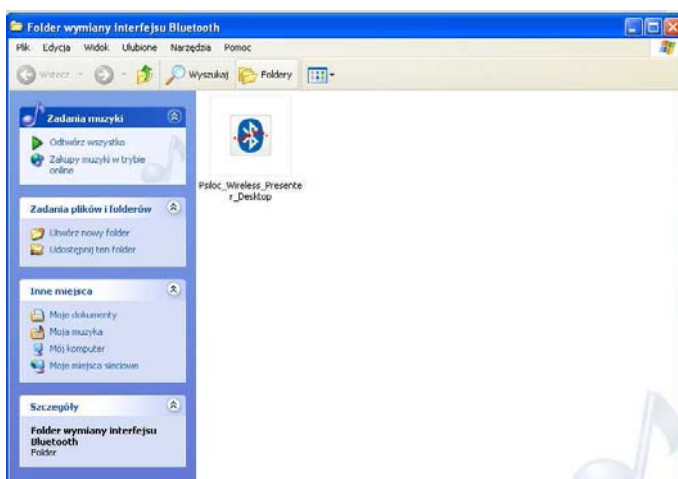 Folder wymiany interfejsu Bluetooth
Plik Edycja Widok Ulubione Narzędzia Pomoc
Wstecz Wyszukaj Foldery
Zadania muzyki
Odtwórz wszystko
Zakupy muzyki w trybie
online
Zadania plików i folderów
Utwórz nowy folder
Udostępnij ten folder
Inne miejsca
Moje dokumenty
Moja muzyka
Mój komputer
Moje miejsca sieciowe
Szczegóły
Folder wymiany interfejsu
Bluetooth
Folder
Psiloc_Wireless_Presente
r_Desktop